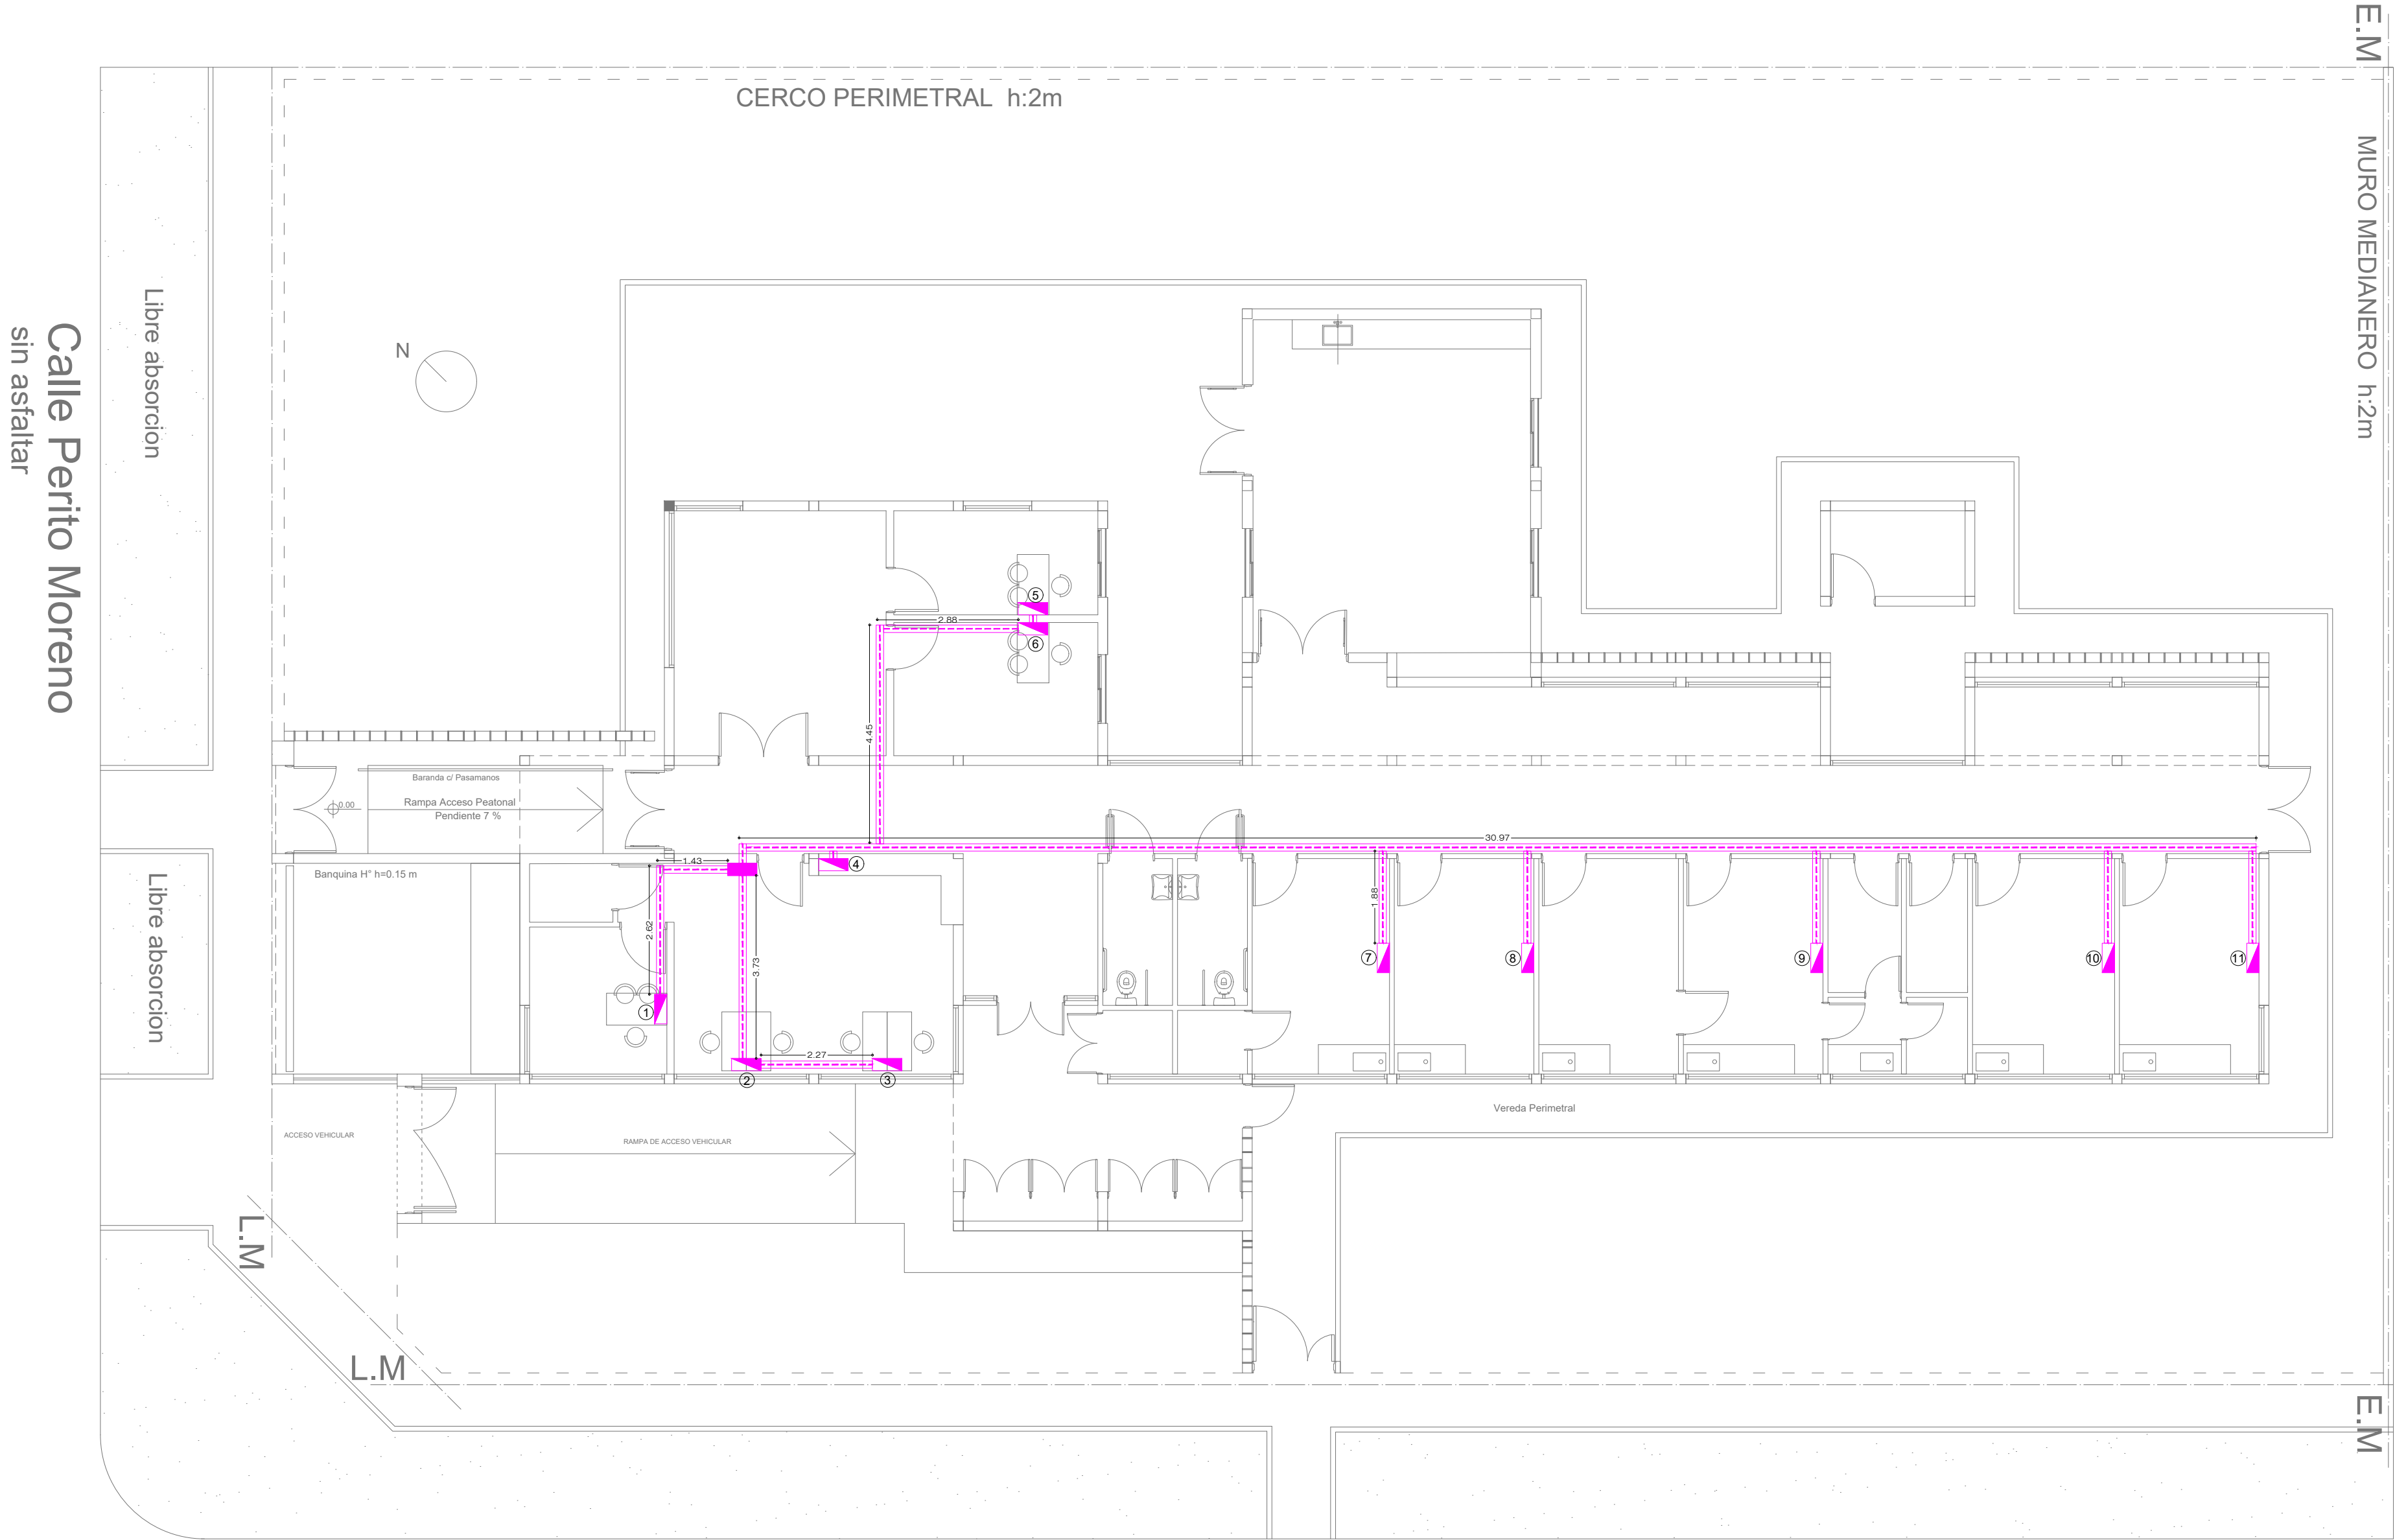 E.M
CERCO PERIMETRAL h:2m
MURO MEDIANERO h:2m
Libre absorcion
Calle Perito Moreno
sin asfaltar
N
5
2.88
6
4.45
Baranda c/ Pasamanos
0.00
Rampa Acceso Peatonal
Pendiente 7 %
30.97
1.43
4
Banquina H° h=0.15 m
Libre absorcion
1.88
2.62
3.73
7
8
9
10
11
1
2.27
2
3
Vereda Perimetral
ACCESO VEHICULAR
RAMPA DE ACCESO VEHICULAR
L.M
L.M
E.M